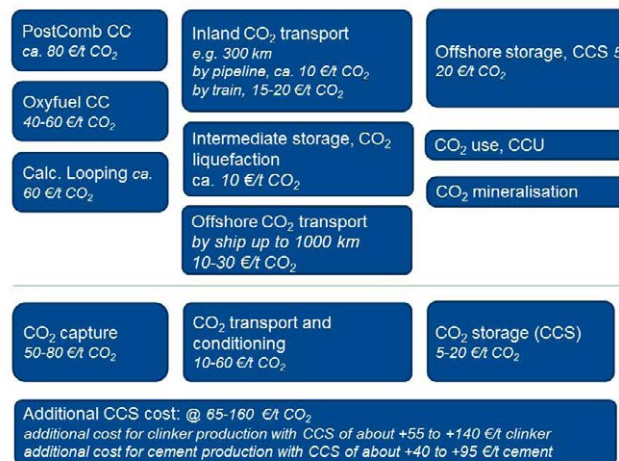 PostComb CC
ca. 80 €/t CO₂
Oxyfuel CC
40-60 €/t CO₂
Calc. Looping ca.
60 €/t CO₂
Inland CO₂ transport
e.g. 300 km
by pipeline, ca. 10 €/t CO₂
by train, 15-20 €/t CO₂
Intermediate storage, CO₂
liquefaction
ca. 10 €/t CO₂
Offshore CO₂ transport
by ship up to 1000 km
10-30 €/t CO₂
Offshore storage, CCS 5
20 €/t CO₂
CO₂ use, CCU
CO₂ mineralisation
CO₂ capture
50-80 €/t CO₂
CO₂ transport and
conditioning
10-60 €/t CO₂
CO₂ storage (CCS)
5-20 €/t CO₂
Additional CCS cost: @ 65-160 €/t CO₂
additional cost for clinker production with CCS of about +55 to +140 €/t clinker
additional cost for cement production with CCS of about +40 to +95 €/t cement